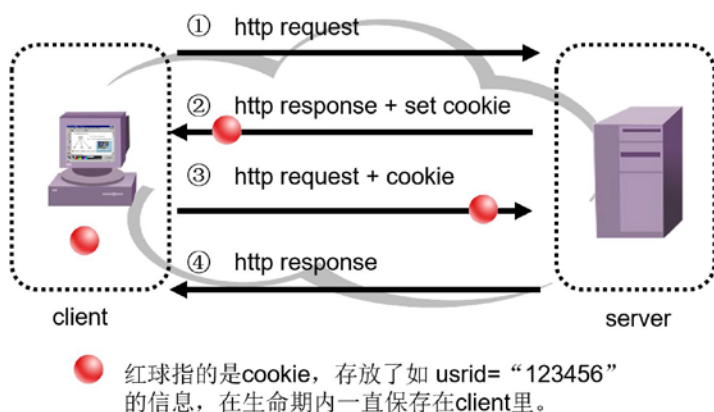 ① http request
② http response + set cookie
③ http request + cookie
④ http response
client
server
红球指的是cookie，存放了如 usrid=“123456”
的信息，在生命期内一直保存在client里。